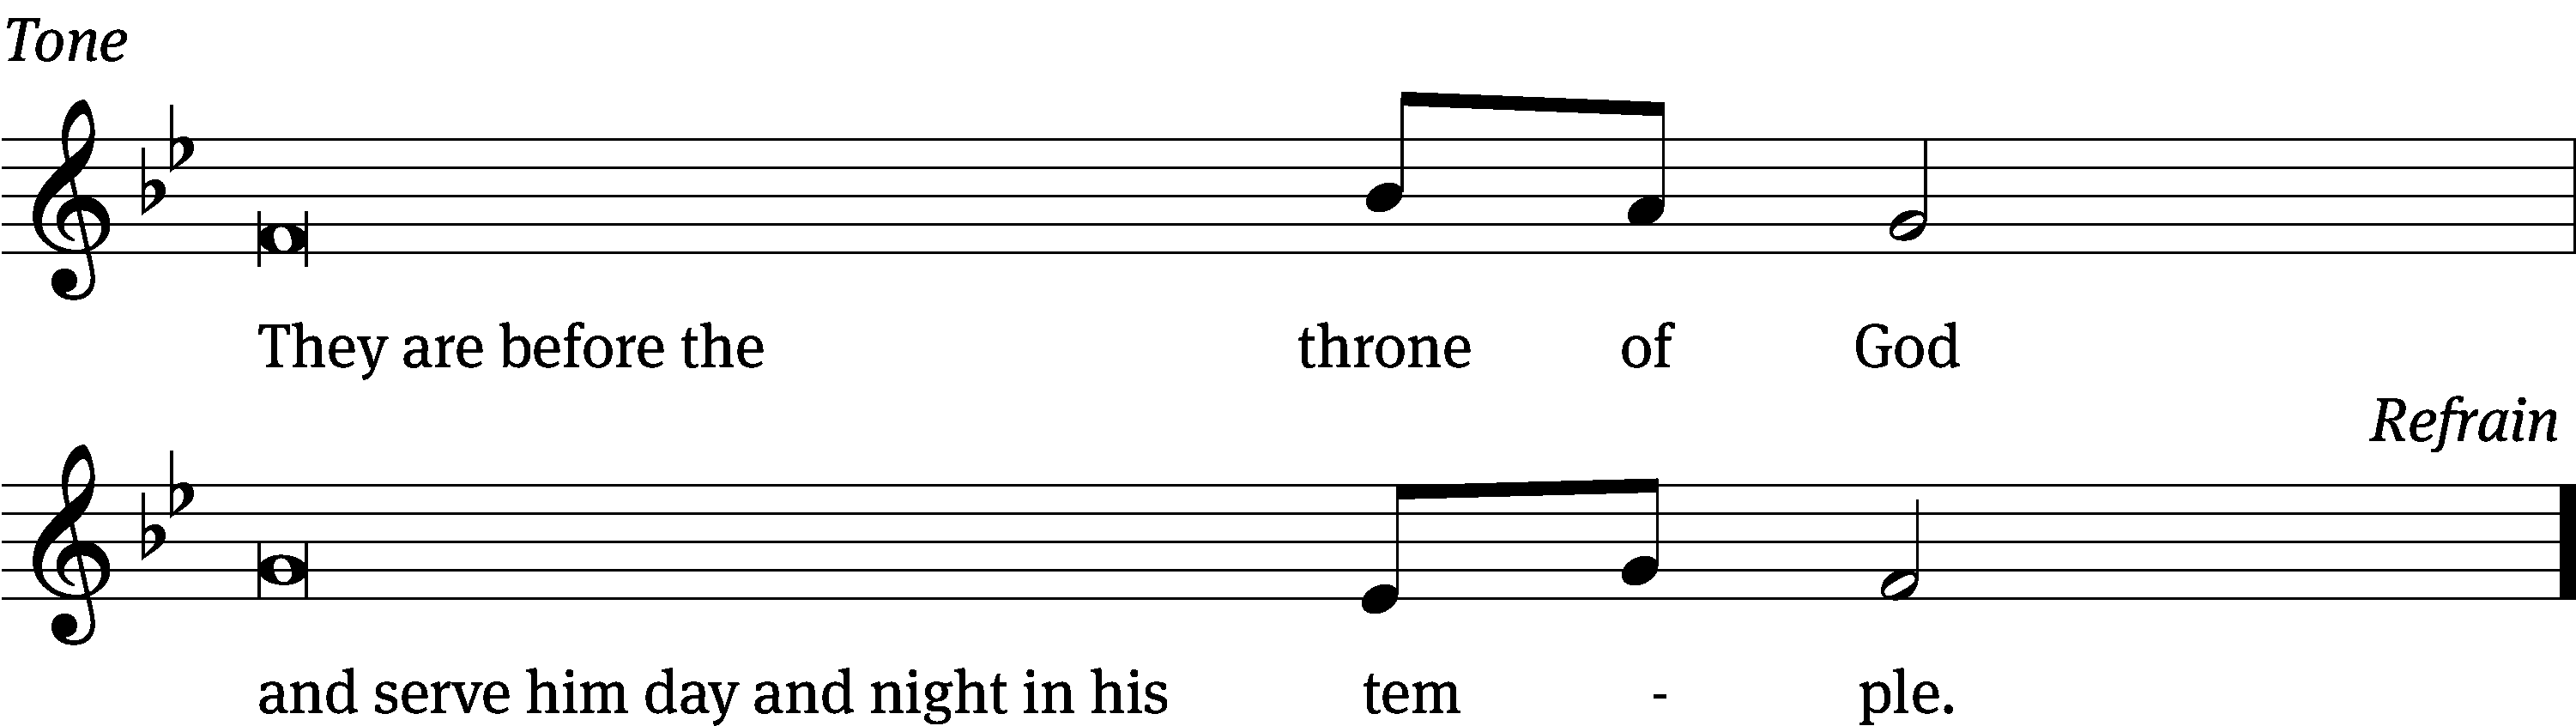 Tone
They are before the throne of God
Refrain
and serve him day and night in his tem - ple.